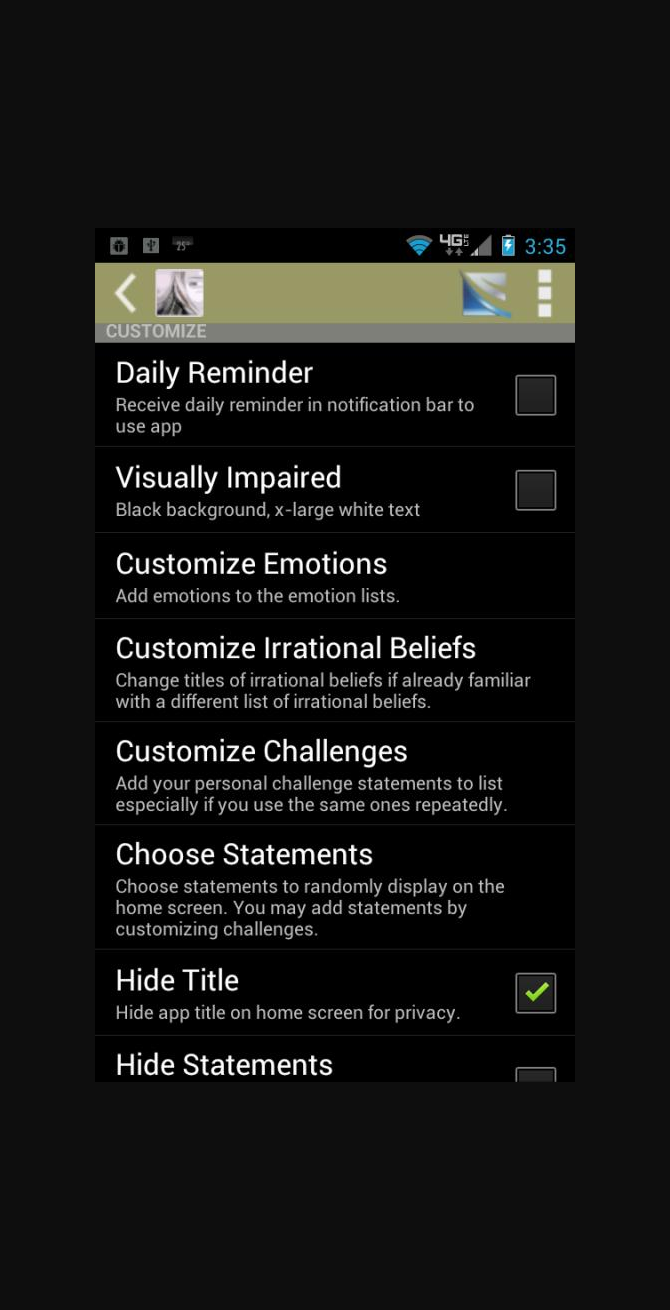 25°
4G LTE
3:35
CUSTOMIZE
Daily Reminder
Receive daily reminder in notification bar to
use app
Visually Impaired
Black background, x-large white text
Customize Emotions
Add emotions to the emotion lists.
Customize Irrational Beliefs
Change titles of irrational beliefs if already familiar
with a different list of irrational beliefs.
Customize Challenges
Add your personal challenge statements to list
especially if you use the same ones repeatedly.
Choose Statements
Choose statements to randomly display on the
home screen. You may add statements by
customizing challenges.
Hide Title
Hide app title on home screen for privacy.
Hide Statements